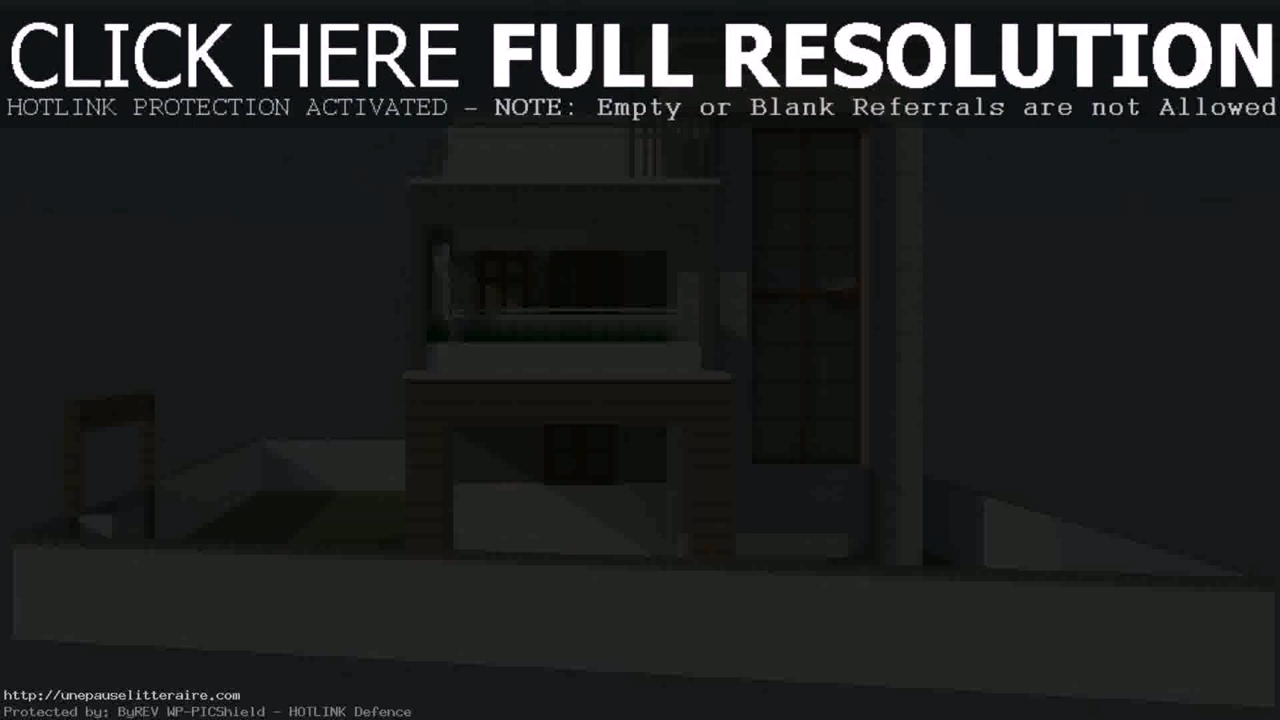 CLICK HERE FULL RESOLUTION
HOTLINK PROTECTION ACTIVATED - NOTE: Empty or Blank Referrals are not Allowed
http://unepauselitteraire.com
Protected by: ByREV WP-PICShield - HOTLINK Defence